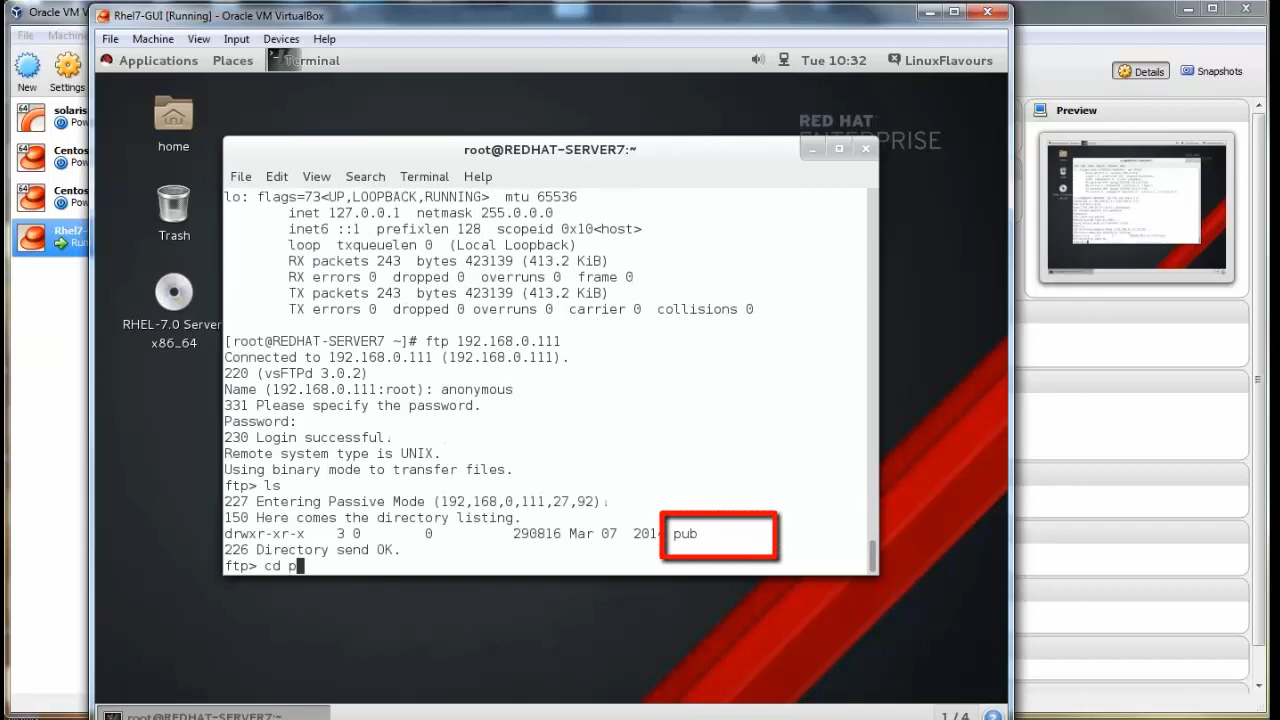 Oracle VM VirtualBox
Rhel7-GUI [Running] - Oracle VM VirtualBox
File Machine
File Machine View Input Devices Help
Applications Places Terminal Tue 10:32 LinuxFlavours
New Settings
Details Snapshots
Preview
solaris
Centos
Centos
Rhel7-
home
Trash
RHEL-7.0 Server
x86_64
RED HAT
ENTERPRISE
root@REDHAT-SERVER7:~
File Edit View Search Terminal Help
lo: flags=73<UP,LOOPBACK,RUNNING> mtu 65536
inet 127.0.0.1 netmask 255.0.0.0
inet6 ::1 prefixlen 128 scopeid 0x10<host>
loop txqueuelen 0 (Local Loopback)
RX packets 243 bytes 423139 (413.2 KiB)
RX errors 0 dropped 0 overruns 0 frame 0
TX packets 243 bytes 423139 (413.2 KiB)
TX errors 0 dropped 0 overruns 0 carrier 0 collisions 0
[root@REDHAT-SERVER7 ~]# ftp 192.168.0.111
Connected to 192.168.0.111 (192.168.0.111).
220 (vsFTPd 3.0.2)
Name (192.168.0.111:root): anonymous
331 Please specify the password.
Password:
230 Login successful.
Remote system type is UNIX.
Using binary mode to transfer files.
ftp> ls
227 Entering Passive Mode (192,168,0,111,27,92).
150 Here comes the directory listing.
drwxr-xr-x 3 0 0 290816 Mar 07 201 pub
226 Directory send OK.
ftp> cd p
root@REDHAT-SERVER7:~
1 / 4